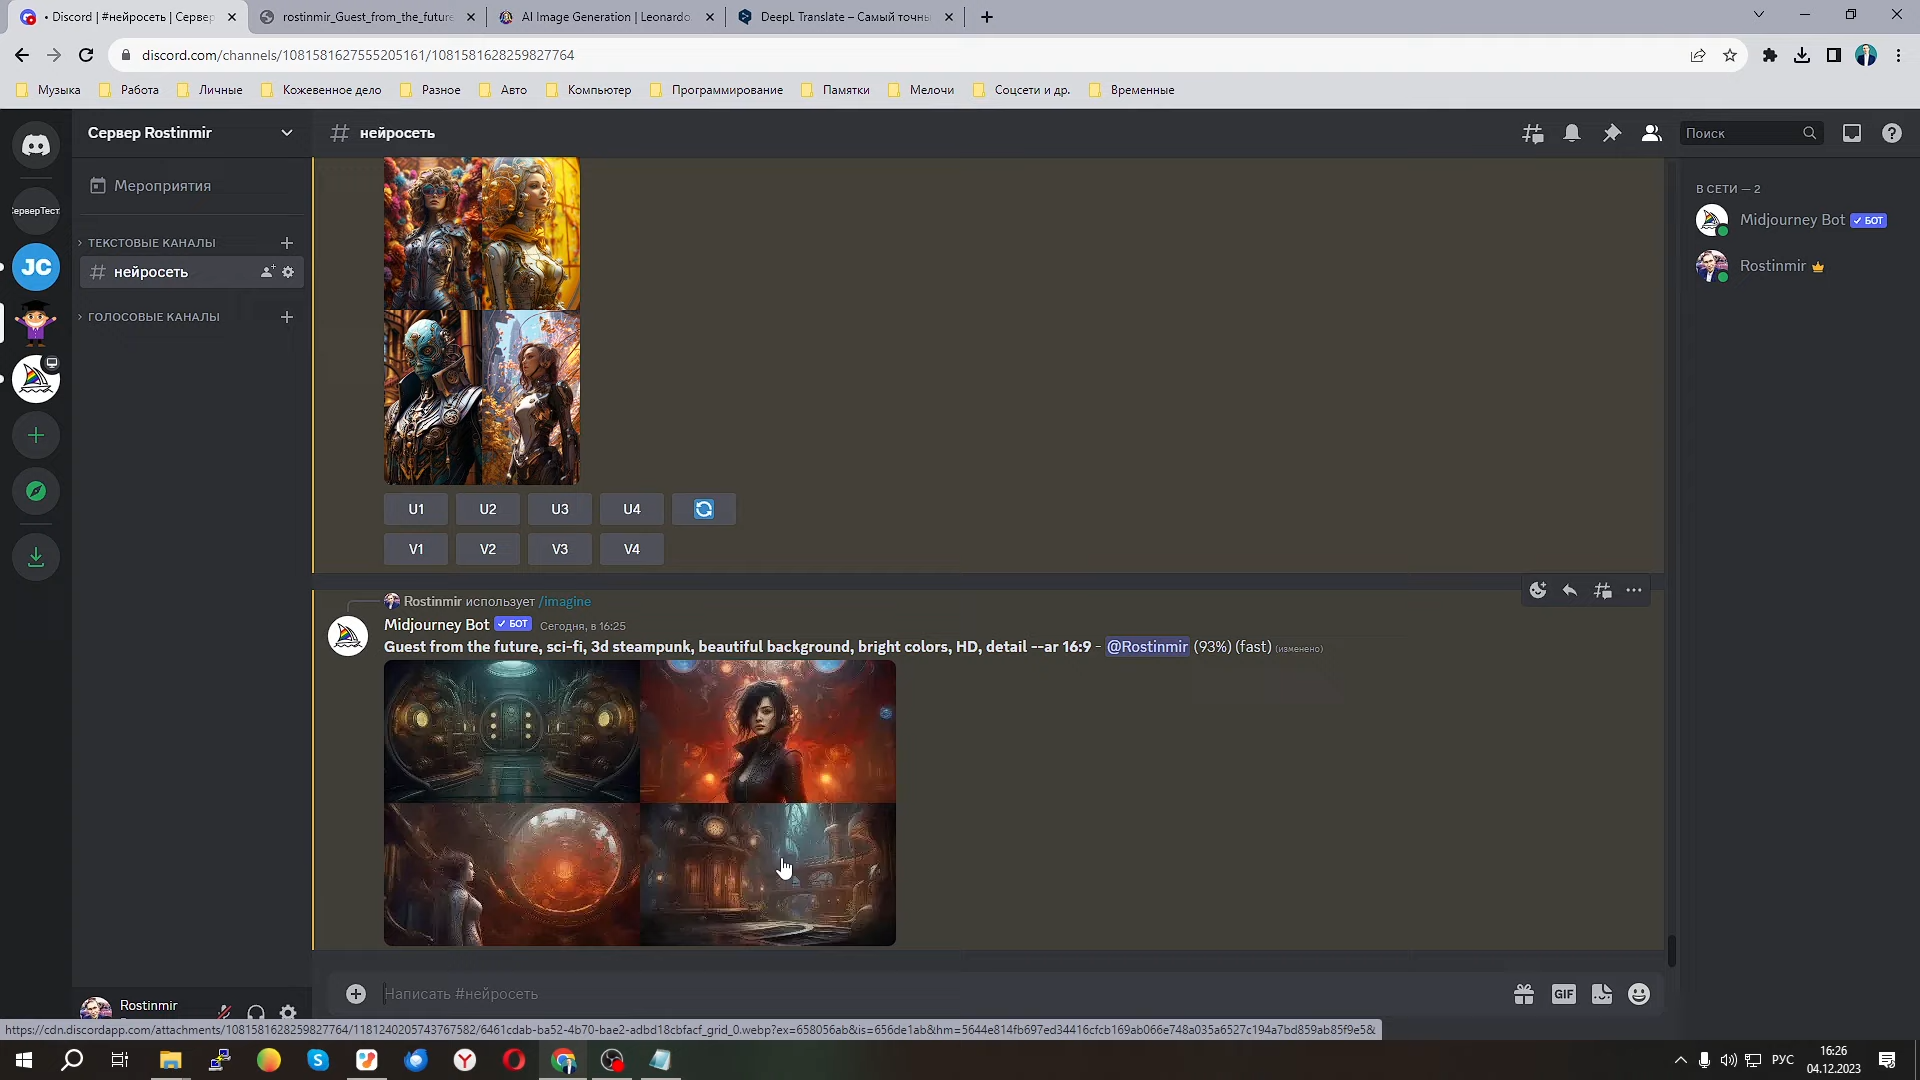 • Discord | #нейросеть | Сервер
rostinmir_Guest_from_the_future
AI Image Generation | Leonardo
DeepL Translate – Самый точны
discord.com/channels/1081581627555205161/1081581628259827764
Музыка
Работа
Личные
Кожевенное дело
Разное
Авто
Компьютер
Программирование
Памятки
Мелочи
Соцсети и др.
Временные
Сервер Rostinmir
нейросеть
Поиск
Мероприятия
СерверТест
ТЕКСТОВЫЕ КАНАЛЫ
JC
нейросеть
ГОЛОСОВЫЕ КАНАЛЫ
В СЕТИ — 2
Midjourney Bot ✓ БОТ
Rostinmir
U1 U2 U3 U4
V1 V2 V3 V4
Rostinmir использует /imagine
Midjourney Bot ✓ БОТ Сегодня, в 16:25
Guest from the future, sci-fi, 3d steampunk, beautiful background, bright colors, HD, detail --ar 16:9 - @Rostinmir (93%) (fast) (изменено)
Написать #нейросеть
GIF
Rostinmir
https://cdn.discordapp.com/attachments/1081581628259827764/1181240205743767582/6461cdab-ba52-4b70-bae2-adbd18cbfacf_grid_0.webp?ex=658056ab&is=656de1ab&hm=5644e814fb697ed34416cfcb169ab066e748a035a6527c194a7bd859ab85f9e5&
РУС
16:26
04.12.2023